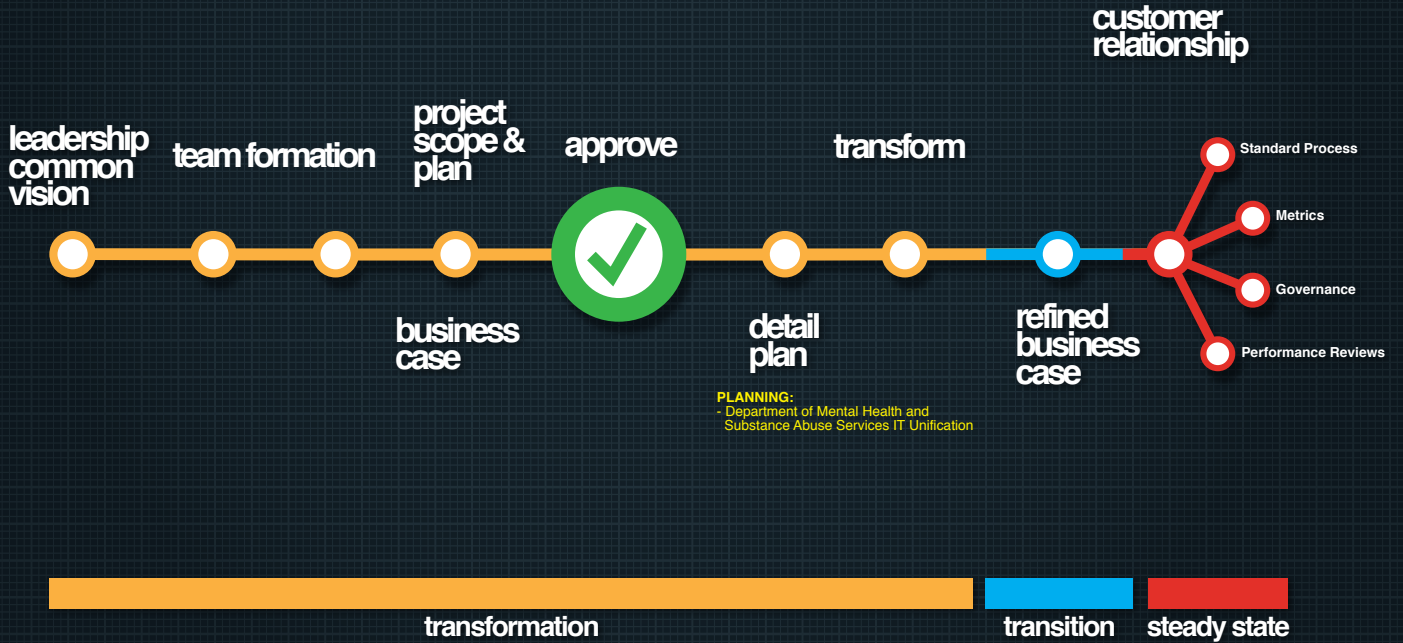 customer
relationship
leadership
common
vision
team formation
project
scope &
plan
approve
transform
Standard Process
Metrics
Governance
Performance Reviews
business
case
detail
plan
PLANNING:
- Department of Mental Health and
Substance Abuse Services IT Unification
refined
business
case
transformation
transition
steady state